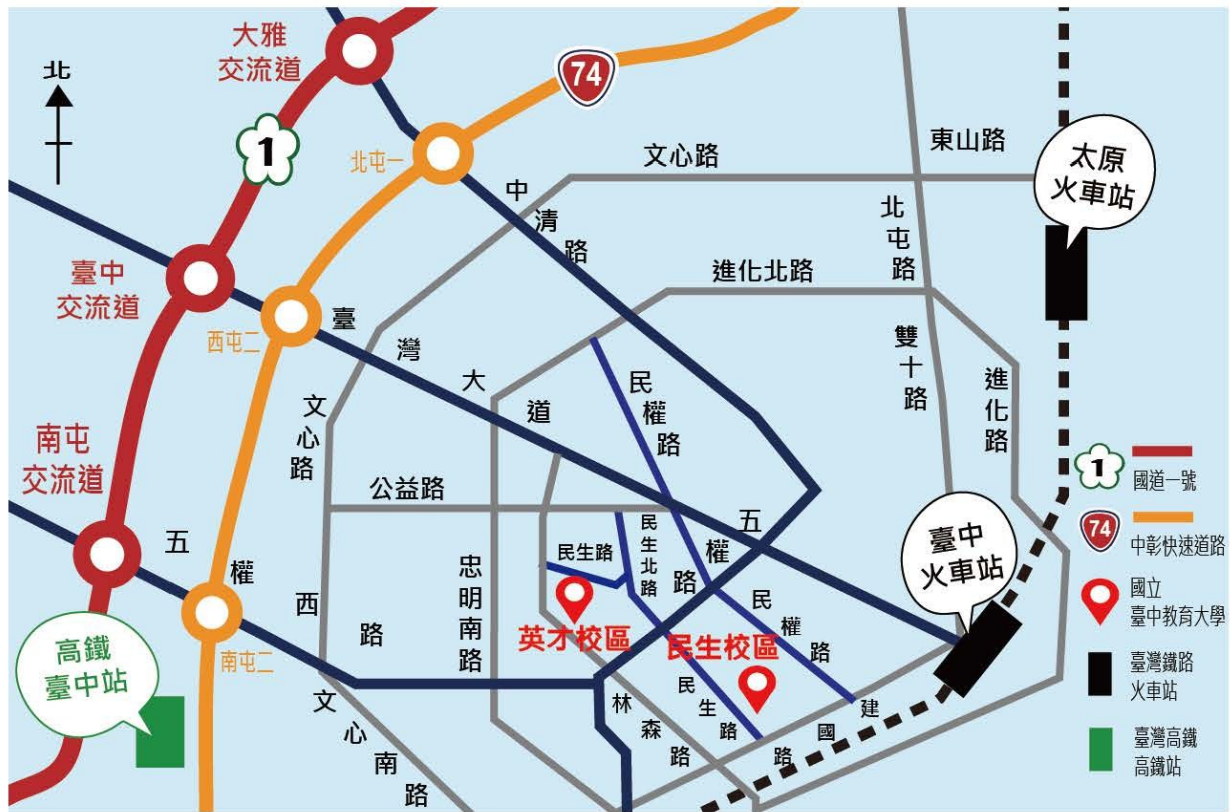 大雅
交流道
北
74
1
北屯一
文心路
東山路
太原
火車站
中清路
北屯路
臺中
交流道
進化北路
西屯二
臺灣大道
雙十路
民權路
進化路
文心路
南屯
交流道
公益路
1
國道一號
74
中彰快速道路
五權西路
五權路
民生北路
民生路
忠明南路
臺中
火車站
國立
臺中教育大學
英才校區
民權路
民生校區
高鐵
臺中站
南屯二
臺灣鐵路
火車站
文心南路
林森路
民生路
建國路
臺灣高鐵
高鐵站